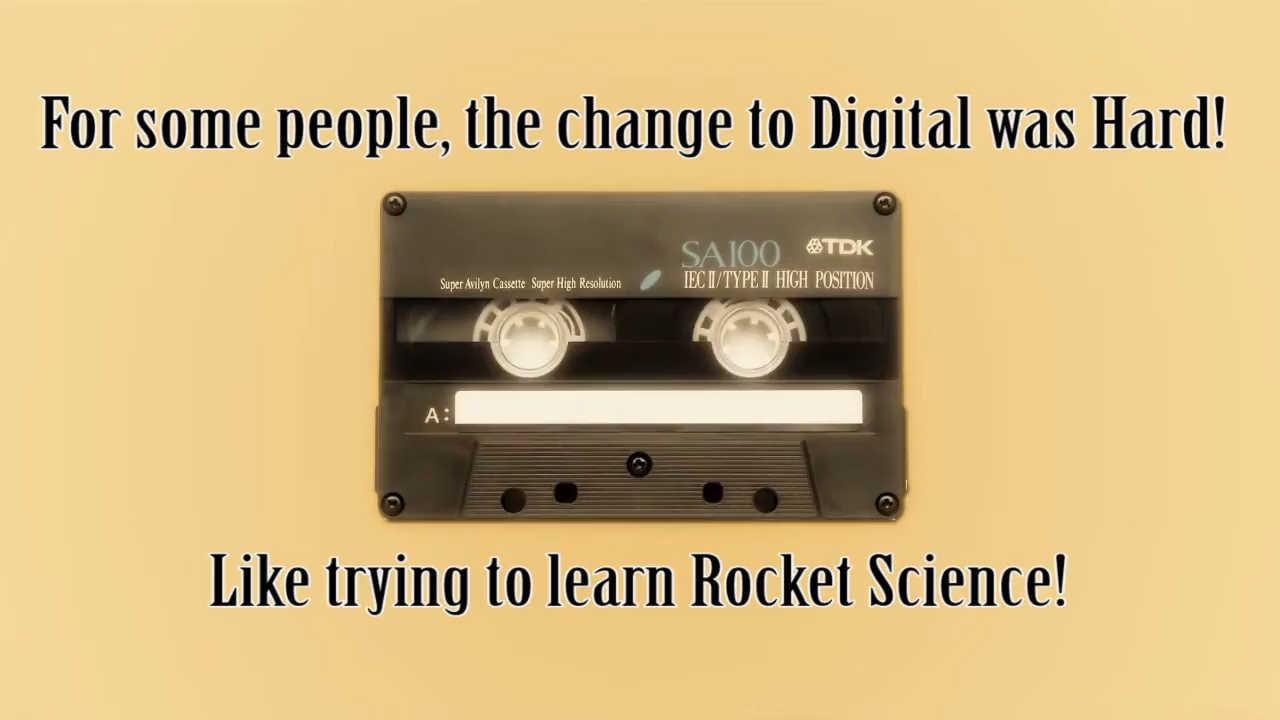 For some people, the change to Digital was Hard!
SA100
TDK
Super Avilyn Cassette Super High Resolution
IEC II/TYPE II HIGH POSITION
A:
Like trying to learn Rocket Science!